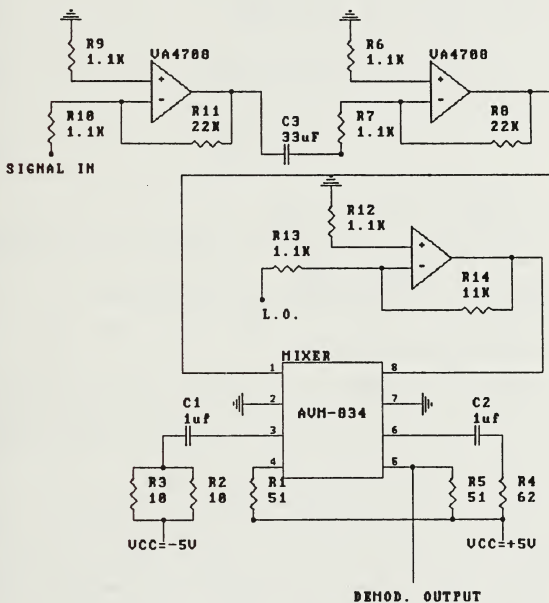 R9
1.1K
VA4708
R10
1.1K
R11
22K
SIGNAL IN
C3
33uF
R6
1.1K
VA4708
R7
1.1K
R8
22K
R12
1.1K
R13
1.1K
R14
11K
L.O.
MIXER
AVM-834
1
2
3
4
8
7
6
5
C1
1uf
C2
1uf
R3
10
R2
10
R1
51
R5
51
R4
62
VCC=-5V
VCC=+5V
DEMOD. OUTPUT